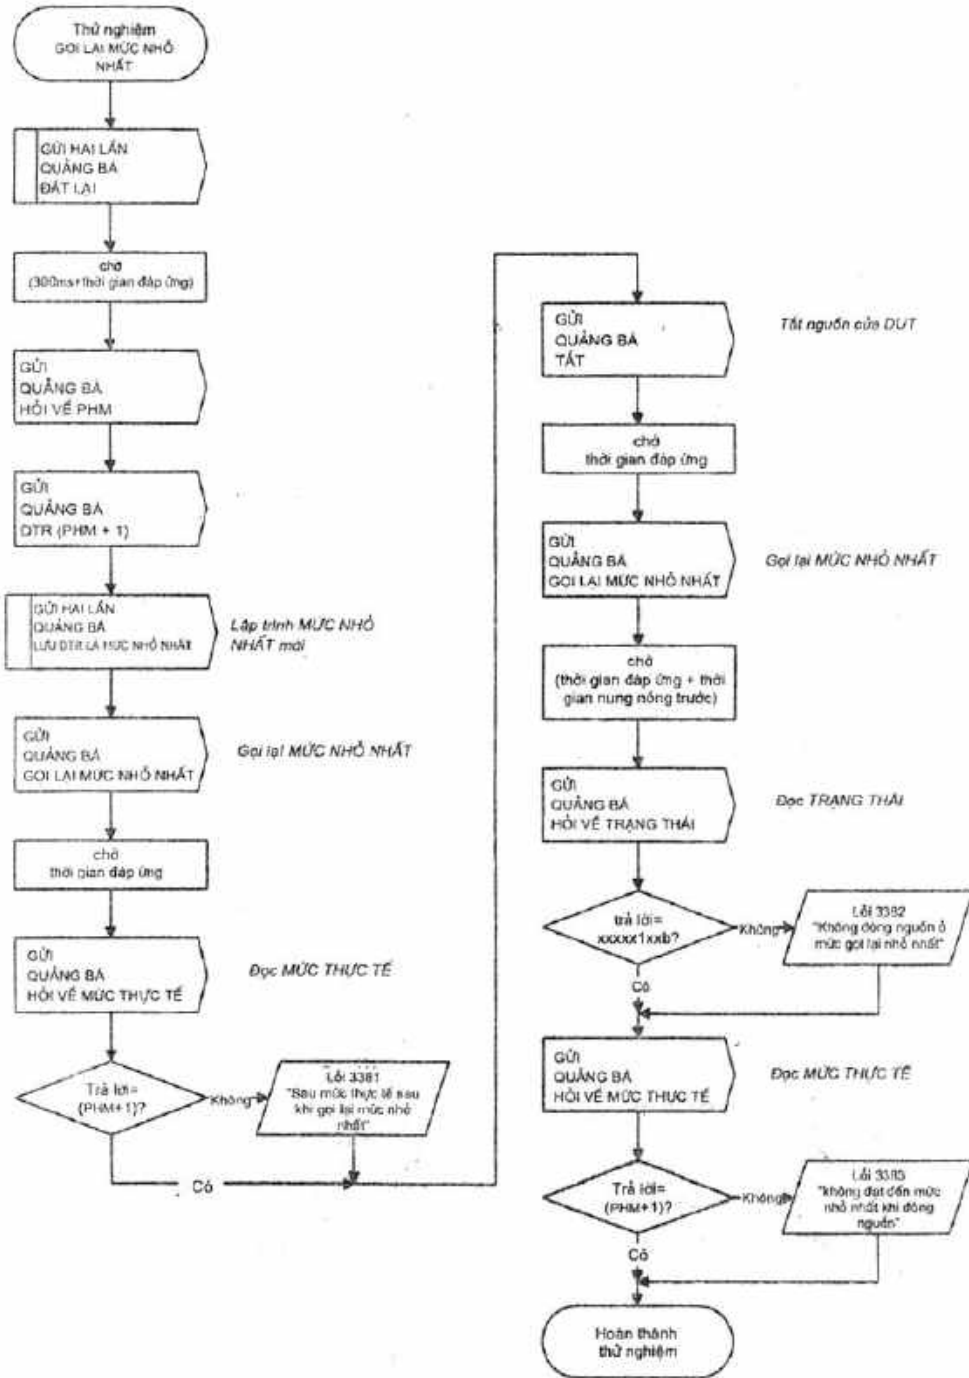 Thử nghiệm
GỌI LẠI MỨC NHỎ
NHẤT
GỬI HAI LẦN
QUẢNG BÁ
ĐẶT LẠI
chờ
(300ms+thời gian đáp ứng)
GỬI
QUẢNG BÁ
HỎI VỀ PHM
GỬI
QUẢNG BÁ
DTR (PHM + 1)
GỬI HAI LẦN
QUẢNG BÁ
LƯU DTR LÀ MỨC NHỎ NHẤT
Lập trình MỨC NHỎ
NHẤT mới
GỬI
QUẢNG BÁ
GỌI LẠI MỨC NHỎ NHẤT
Gọi lại MỨC NHỎ NHẤT
chờ
thời gian đáp ứng
GỬI
QUẢNG BÁ
HỎI VỀ MỨC THỰC TẾ
Đọc MỨC THỰC TẾ
Trả lời=
(PHM+1)?
Không
Lỗi 3381
"Sau mức thực tế sau
khi gọi lại mức nhỏ
nhất"
Có
GỬI
QUẢNG BÁ
TẮT
Tắt nguồn của DUT
chờ
thời gian đáp ứng
GỬI
QUẢNG BÁ
GỌI LẠI MỨC NHỎ NHẤT
Gọi lại MỨC NHỎ NHẤT
chờ
(thời gian đáp ứng + thời
gian nung nóng trước)
GỬI
QUẢNG BÁ
HỎI VỀ TRẠNG THÁI
Đọc TRẠNG THÁI
trả lời=
xxxxx1xxb?
Không
Lỗi 3382
"Không đóng nguồn ở
mức gọi lại nhỏ nhất"
Có
GỬI
QUẢNG BÁ
HỎI VỀ MỨC THỰC TẾ
Đọc MỨC THỰC TẾ
Trả lời=
(PHM+1)?
Không
Lỗi 3383
"không đạt đến mức
nhỏ nhất khi đóng
nguồn"
Có
Hoàn thành
thử nghiệm